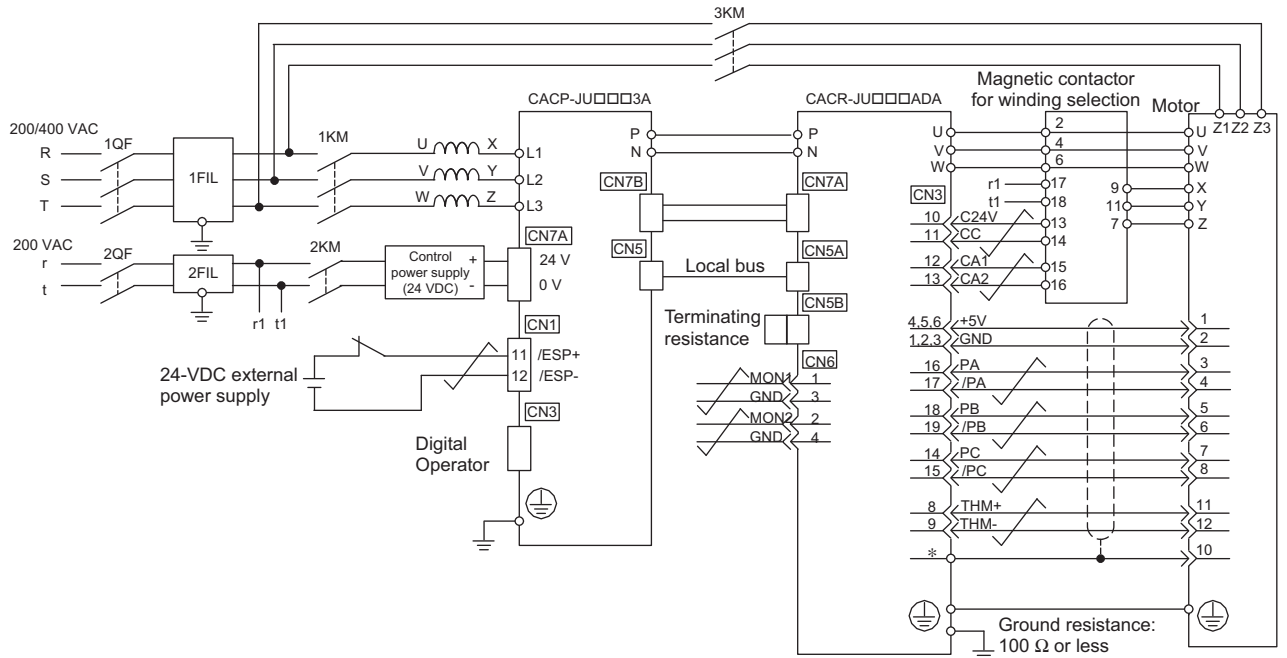 3KM
CACP-JU□□□3A
CACR-JU□□□ADA
Magnetic contactor
for winding selection
Motor
Z1 Z2 Z3
200/400 VAC
R
S
T
1QF
1FIL
1KM
U X
V Y
W Z
L1
L2
L3
P
N
P
N
U
V
W
2
4
6
U
V
W
CN7B
CN7A
CN3
r1
t1
17
18
9
11
7
X
Y
Z
10 C24V
11 CC
13
14
12 CA1
13 CA2
15
16
200 VAC
r
t
2QF
2FIL
2KM
r1 t1
Control
power supply
(24 VDC)
+
-
CN7A
24 V
0 V
CN5
Local bus
CN5A
CN5B
Terminating
resistance
CN1
11 /ESP+
12 /ESP-
24-VDC external
power supply
CN3
Digital
Operator
CN6
MON1 1
GND 3
MON2 2
GND 4
4,5,6 +5V 1
1,2,3 GND 2
16 PA 3
17 /PA 4
18 PB 5
19 /PB 6
14 PC 7
15 /PC 8
8 THM+ 11
9 THM- 12
* 10
Ground resistance:
100 Ω or less